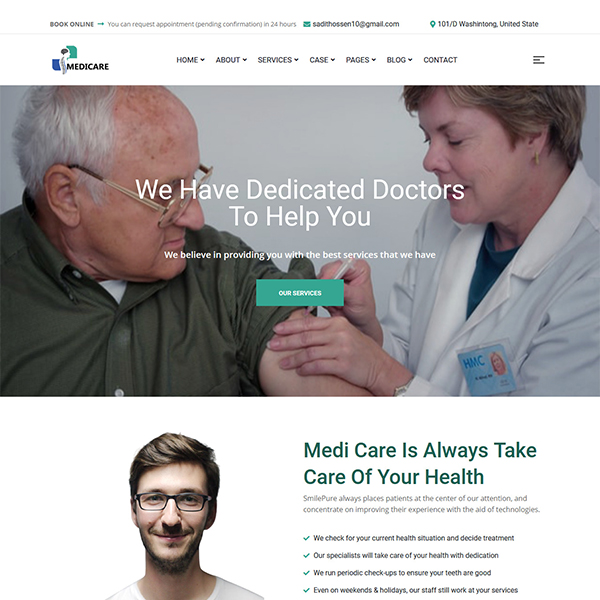 BOOK ONLINE → You can request appointment (pending confirmation) in 24 hours
sadithossen10@gmail.com
101/D Washintong, United State
MEDICARE
HOME ABOUT SERVICES CASE PAGES BLOG CONTACT
We Have Dedicated Doctors
To Help You
We believe in providing you with the best services that we have
OUR SERVICES
HMC
Medi Care Is Always Take
Care Of Your Health
SmilePure always places patients at the center of our attention, and
concentrate on improving their experience with the aid of technologies.
We check for your current health situation and decide treatment
Our specialists will take care of your health with dedication
We run periodic check-ups to ensure your teeth are good
Even on weekends & holidays, our staff still work at your services